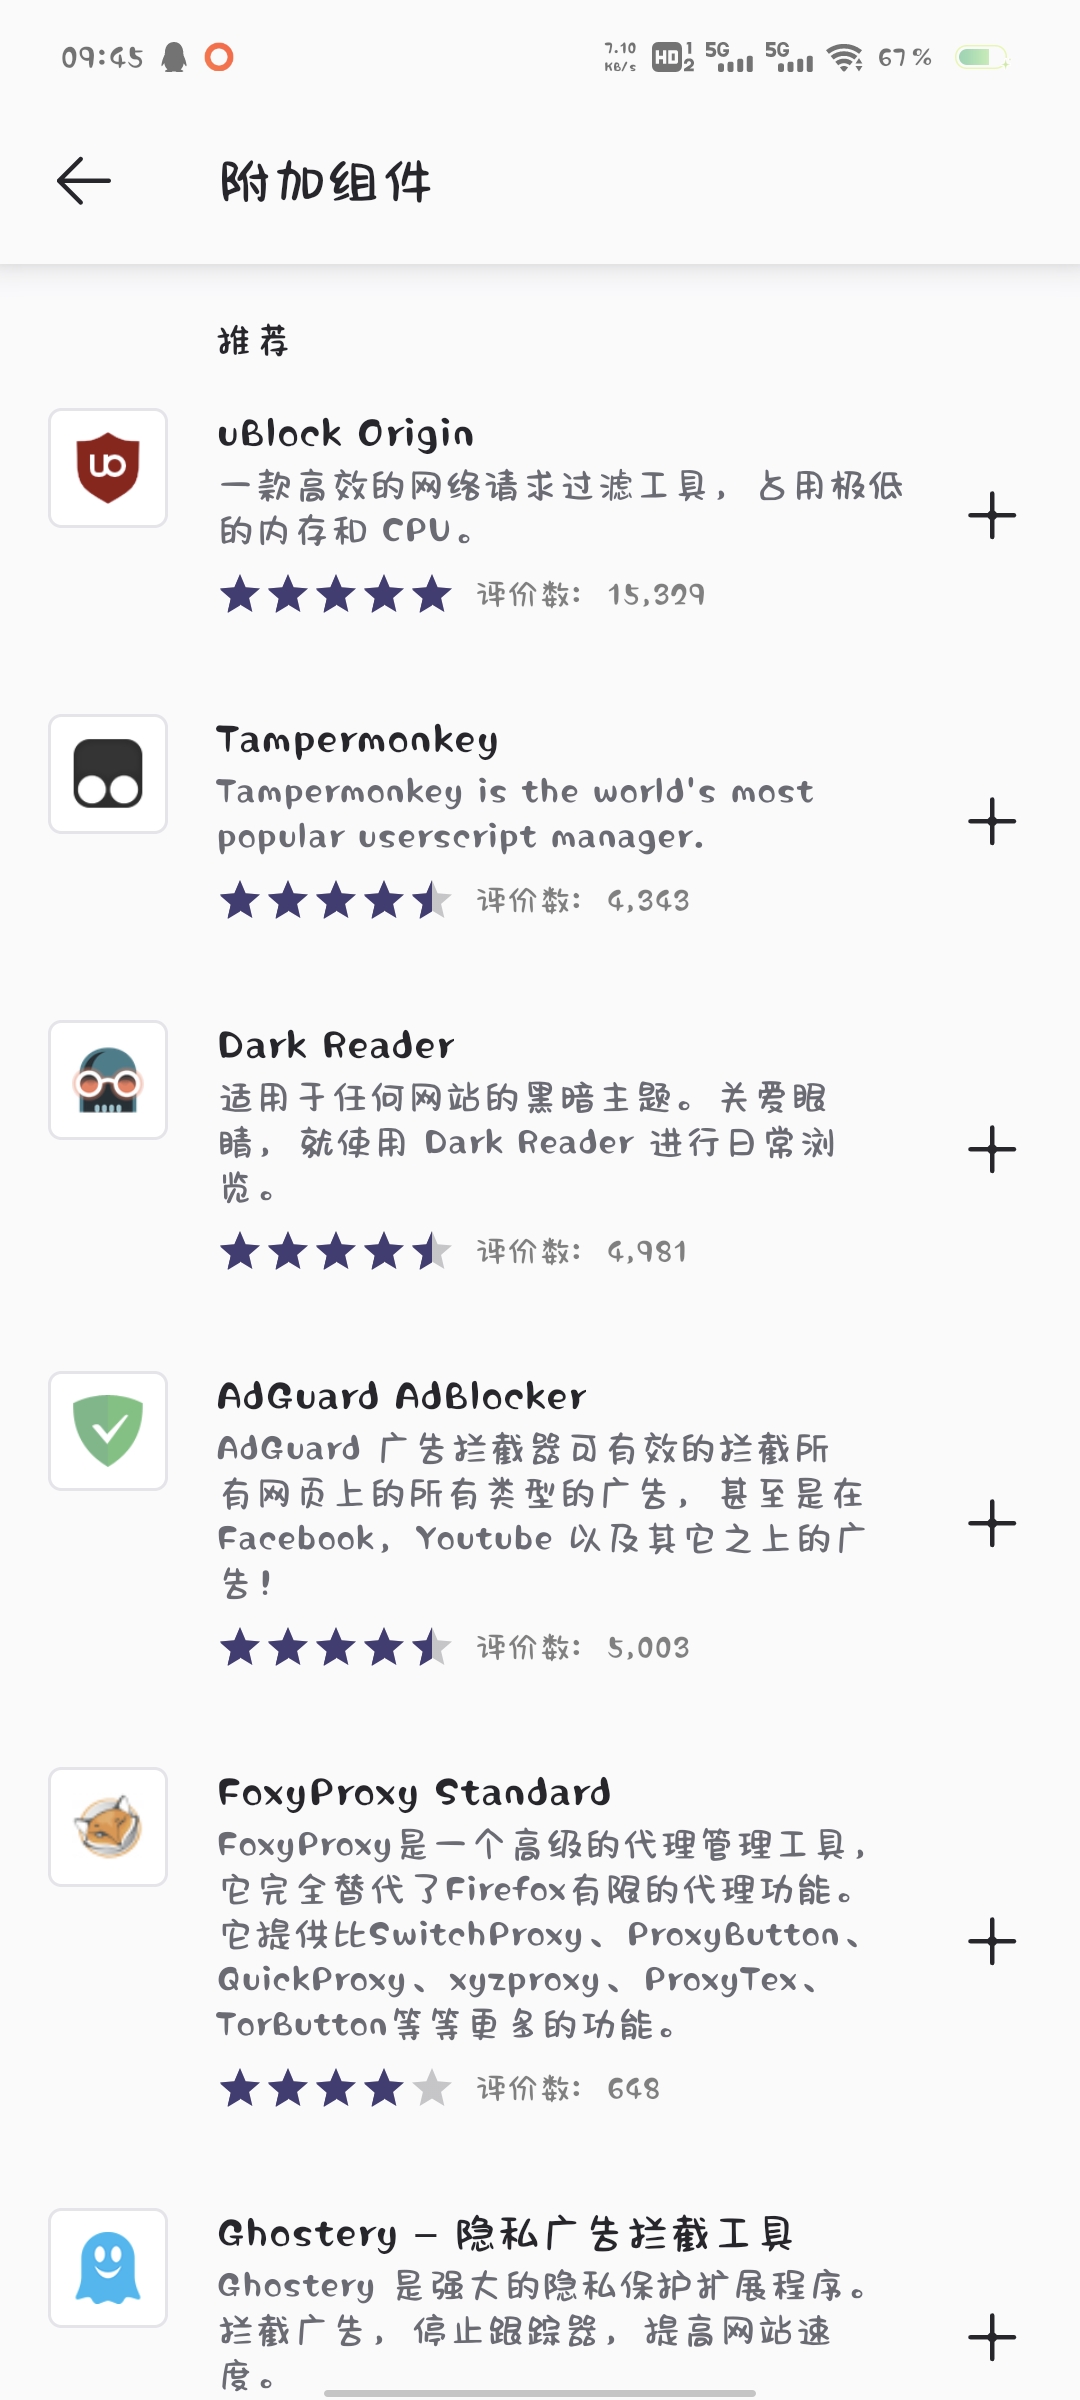 09:45
7.10 KB/s HD 1 2 5G 5G 67%
附加组件
推荐
uBlock Origin
一款高效的网络请求过滤工具，占用极低
的内存和 CPU。
评价数： 15,329
Tampermonkey
Tampermonkey is the world's most
popular userscript manager.
评价数： 4,343
Dark Reader
适用于任何网站的黑暗主题。关爱眼
睛，就使用 Dark Reader 进行日常浏
览。
评价数： 4,981
AdGuard AdBlocker
AdGuard 广告拦截器可有效的拦截所
有网页上的所有类型的广告，甚至是在
Facebook，Youtube 以及其它之上的广
告！
评价数： 5,003
FoxyProxy Standard
FoxyProxy是一个高级的代理管理工具，
它完全替代了Firefox有限的代理功能。
它提供比SwitchProxy、ProxyButton、
QuickProxy、xyzproxy、ProxyTex、
TorButton等等更多的功能。
评价数： 648
Ghostery – 隐私广告拦截工具
Ghostery 是强大的隐私保护扩展程序。
拦截广告，停止跟踪器，提高网站速
度。